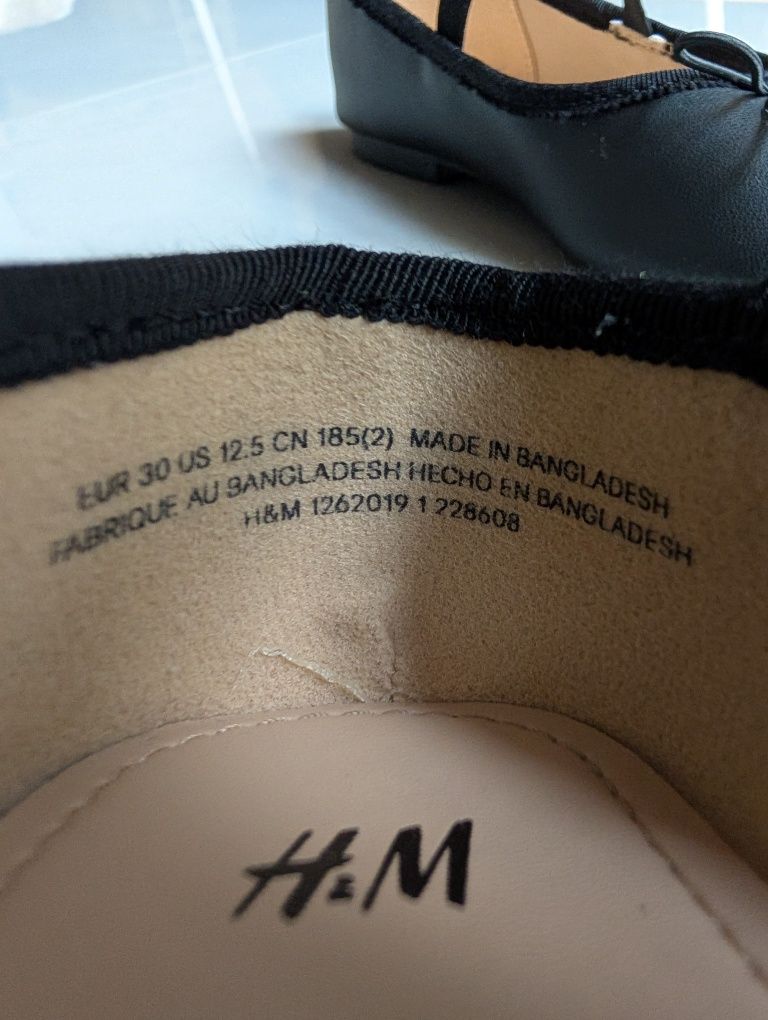 EUR 30 US 12.5 CN 185(2) MADE IN BANGLADESH
FABRIQUE AU BANGLADESH HECHO EN BANGLADESH
H&M 1262019 1 228608
H&M